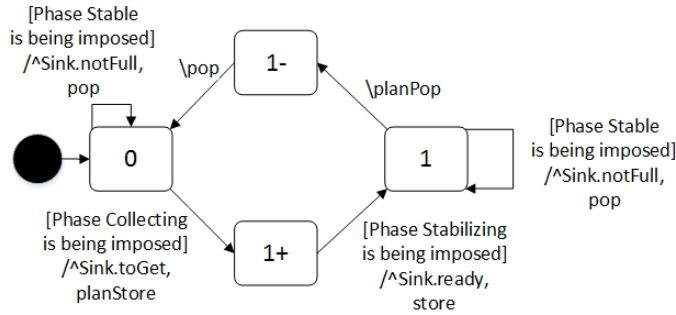 [Phase Stable
is being imposed]
/^Sink.notFull,
pop
\pop
1-
\planPop
0
1
[Phase Stable
is being imposed]
/^Sink.notFull,
pop
[Phase Collecting
is being imposed]
/^Sink.toGet,
planStore
1+
[Phase Stabilizing
is being imposed]
/^Sink.ready,
store